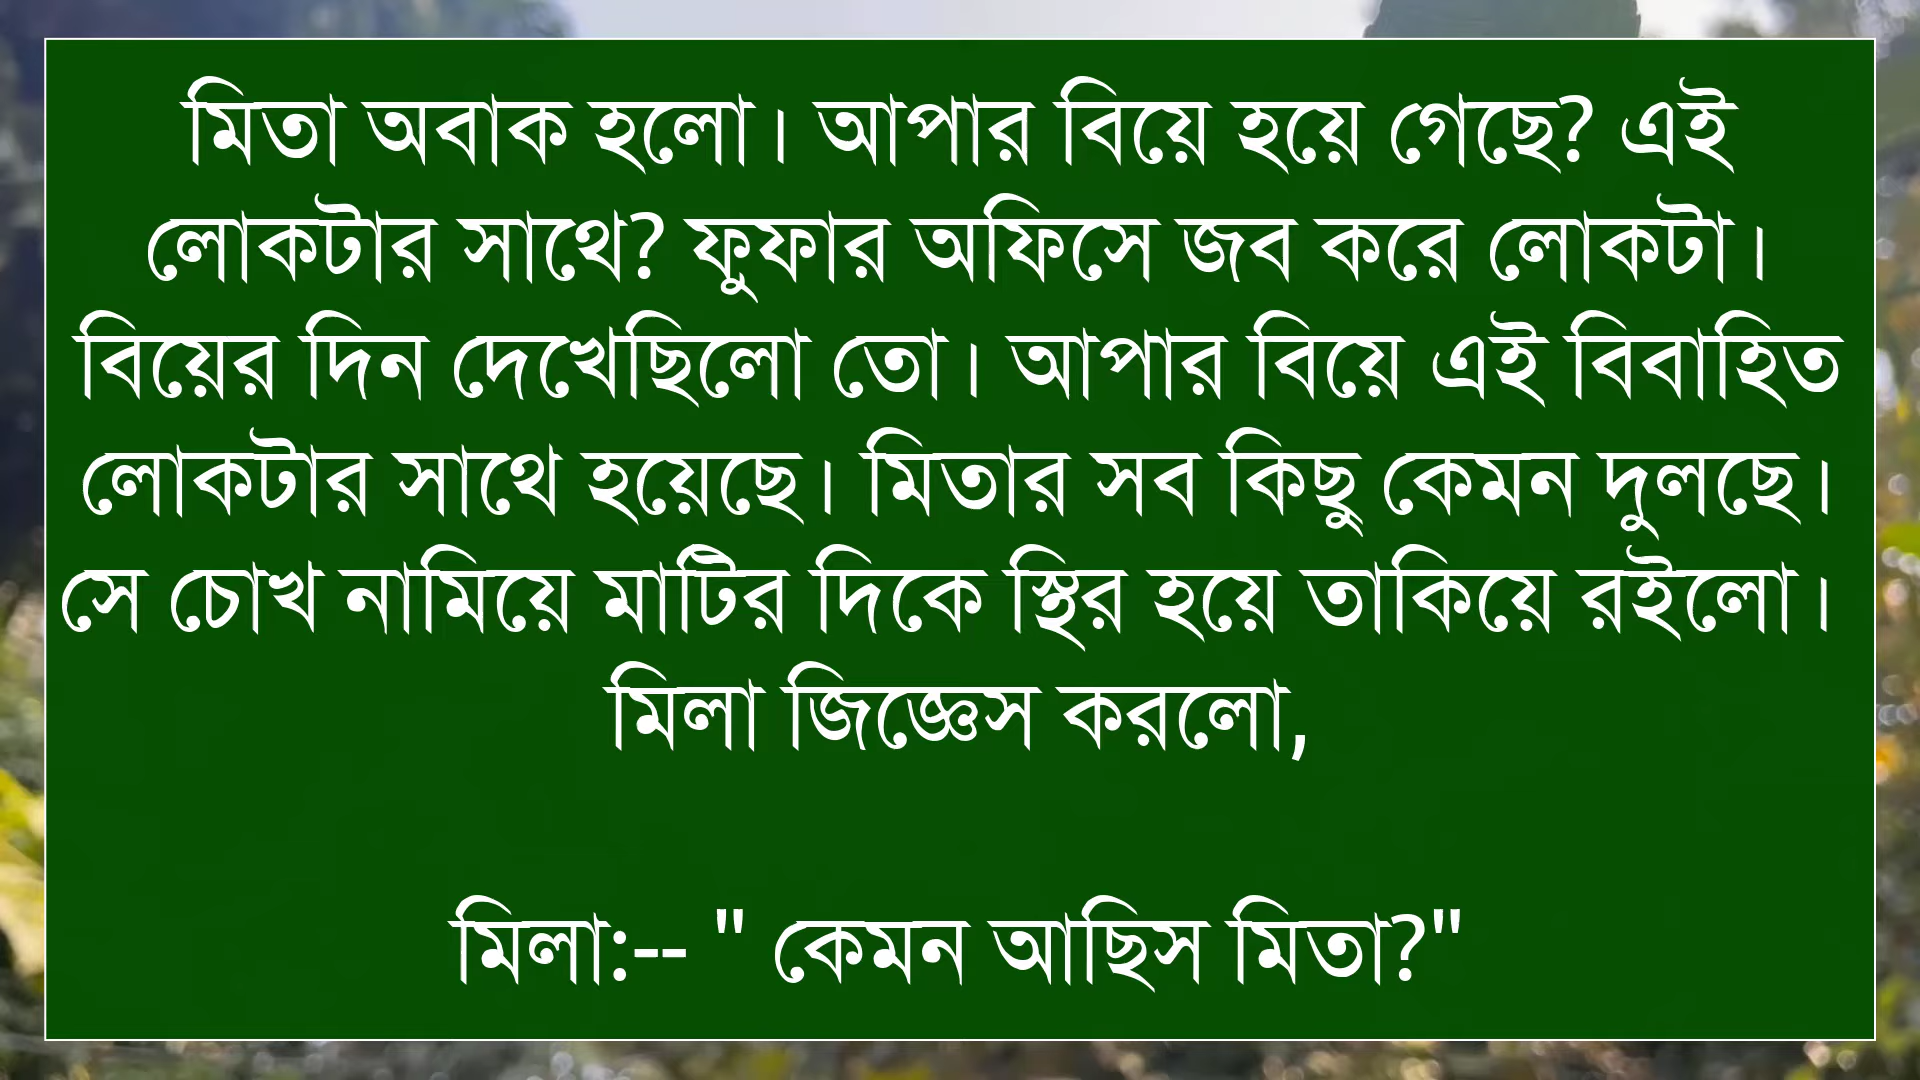 মিতা অবাক হলো। আপার বিয়ে হয়ে গেছে? এই
লোকটার সাথে? ফুফার অফিসে জব করে লোকটা।
বিয়ের দিন দেখেছিলো তো। আপার বিয়ে এই বিবাহিত
লোকটার সাথে হয়েছে। মিতার সব কিছু কেমন দুলছে।
সে চোখ নামিয়ে মাটির দিকে স্থির হয়ে তাকিয়ে রইলো।
মিলা জিজ্ঞেস করলো,
মিলা:-- " কেমন আছিস মিতা?"